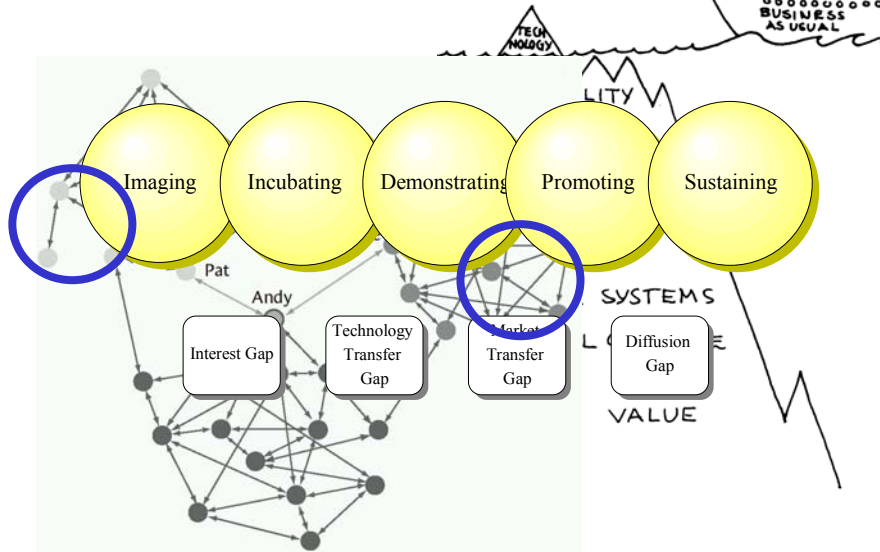 BUSINESS
AS USUAL
TECH
NOLOGY
LITY
Imaging
Incubating
Demonstrating
Promoting
Sustaining
Pat
Andy
SYSTEMS
Interest Gap
Technology
Transfer
Gap
Market
Transfer
Gap
Diffusion
Gap
VALUE